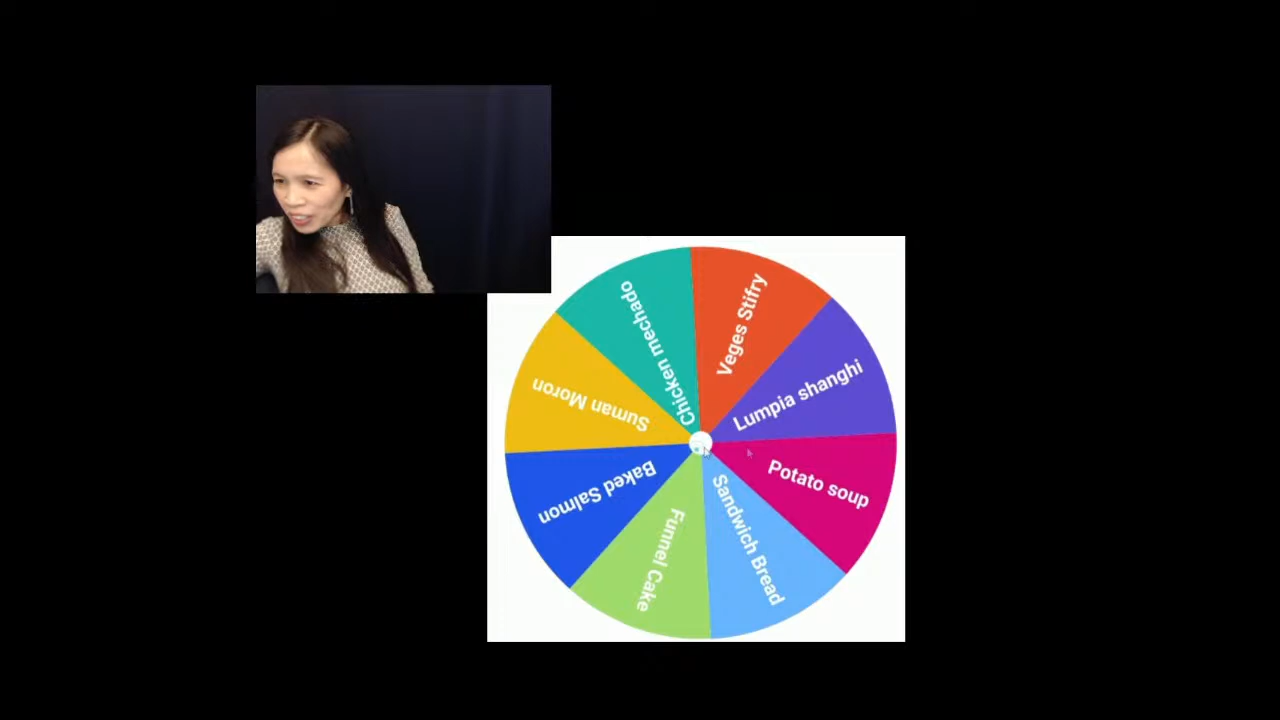 Veges Stifry
Lumpia shanghi
Potato soup
Sandwich Bread
Funnel Cake
Baked Salmon
Suman Moron
Chicken mechado